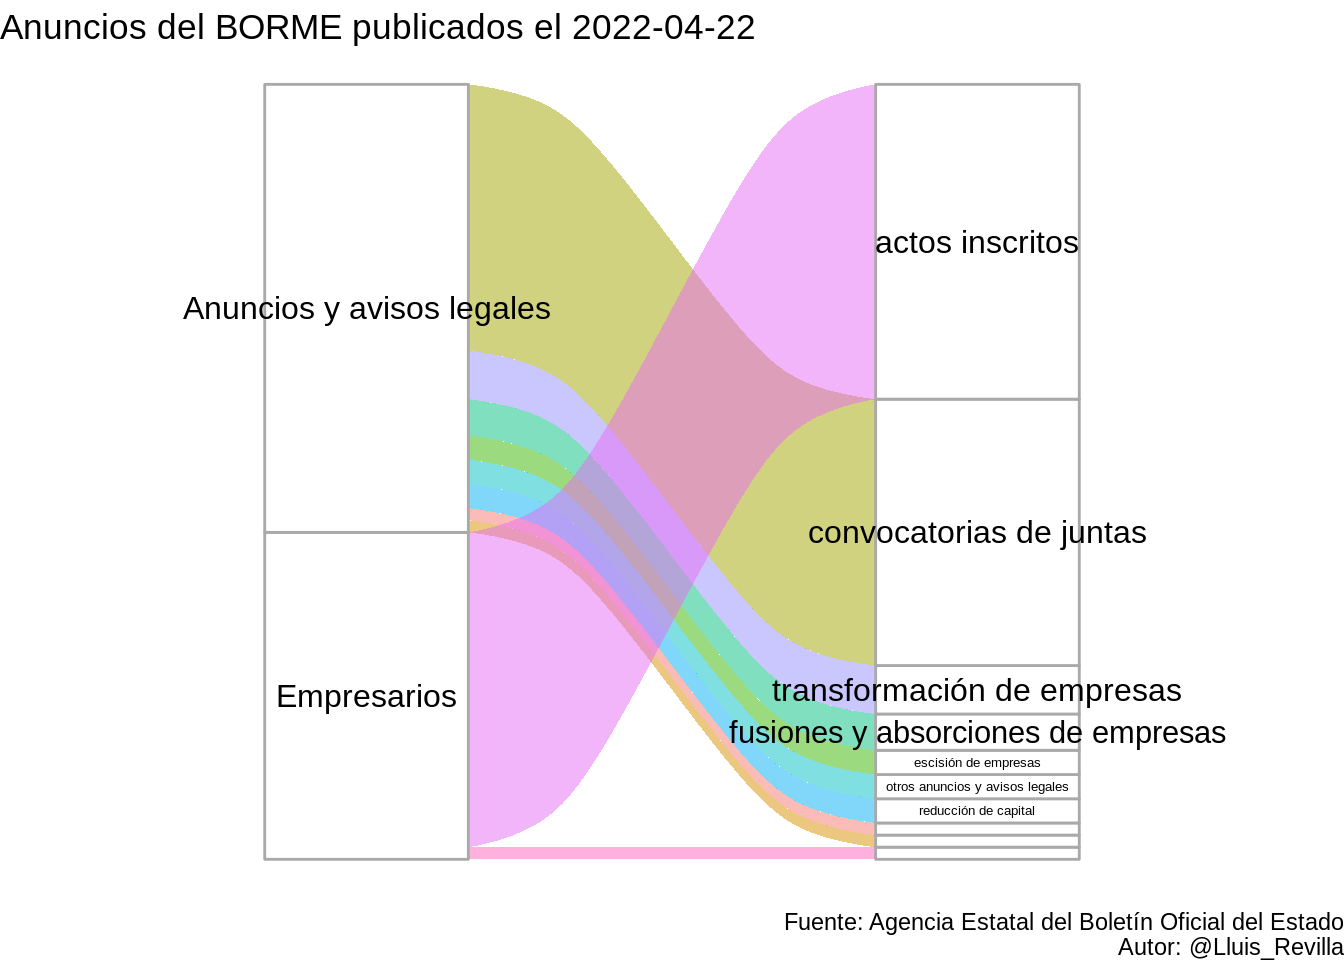 Anuncios del BORME publicados el 2022-04-22
actos inscritos
Anuncios y avisos legales
convocatorias de juntas
Empresarios
transformación de empresas
fusiones y absorciones de empresas
escisión de empresas
otros anuncios y avisos legales
reducción de capital
Fuente: Agencia Estatal del Boletín Oficial del Estado
Autor: @Lluis_Revilla